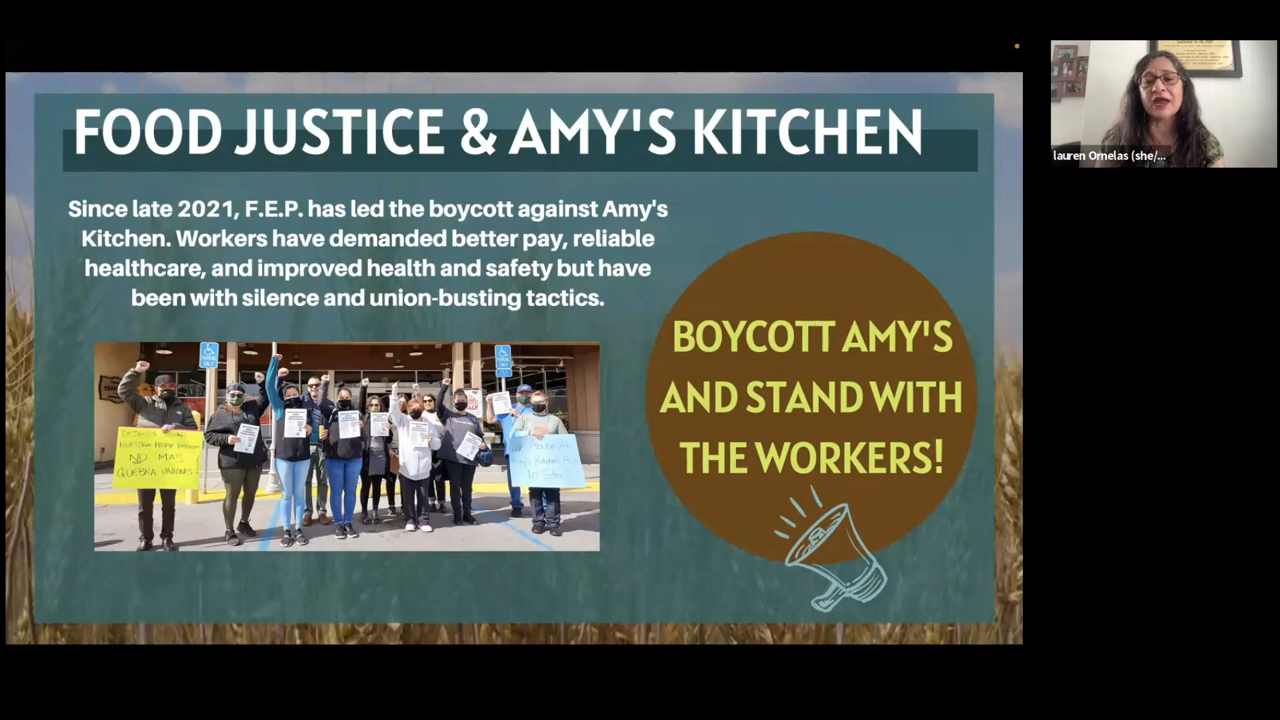 FOOD JUSTICE & AMY'S KITCHEN
Since late 2021, F.E.P. has led the boycott against Amy's
Kitchen. Workers have demanded better pay, reliable
healthcare, and improved health and safety but have
been with silence and union-busting tactics.
BOYCOTT AMY'S
AND STAND WITH
THE WORKERS!
NO MAS
QUEBRA UNIONES
lauren Ornelas (she/...